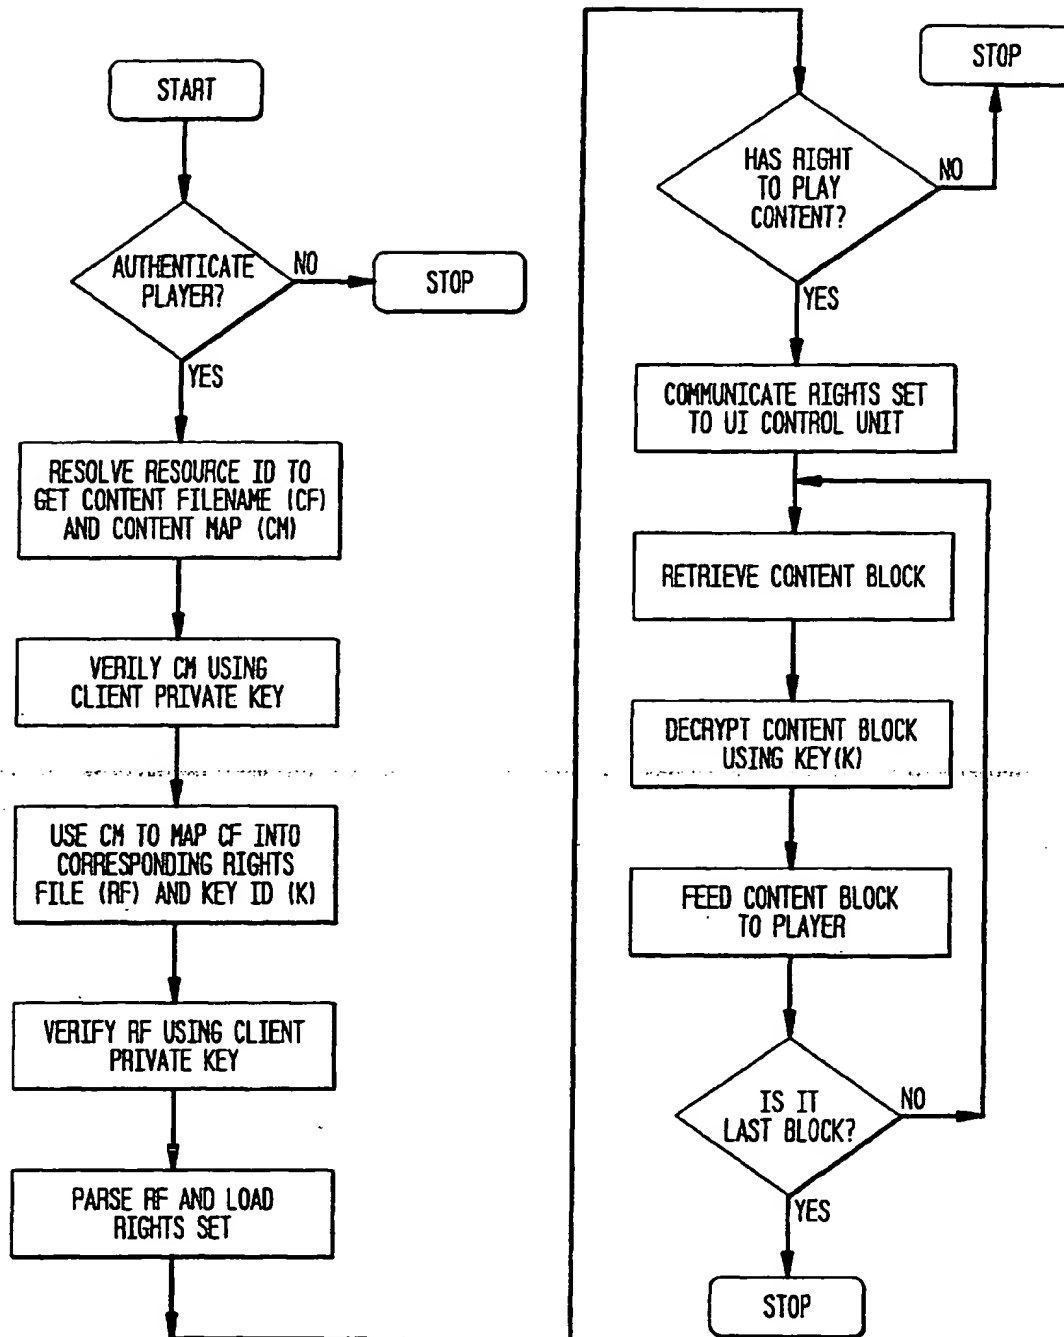 START
AUTHENTICATE
PLAYER?
NO
STOP
YES
RESOLVE RESOURCE ID TO
GET CONTENT FILENAME (CF)
AND CONTENT MAP (CM)
VERILY CM USING
CLIENT PRIVATE KEY
USE CM TO MAP CF INTO
CORRESPONDING RIGHTS
FILE (RF) AND KEY ID (K)
VERIFY RF USING CLIENT
PRIVATE KEY
PARSE RF AND LOAD
RIGHTS SET
HAS RIGHT
TO PLAY
CONTENT?
NO
STOP
YES
COMMUNICATE RIGHTS SET
TO UI CONTROL UNIT
RETRIEVE CONTENT BLOCK
DECRYPT CONTENT BLOCK
USING KEY(K)
FEED CONTENT BLOCK
TO PLAYER
IS IT
LAST BLOCK?
NO
YES
STOP